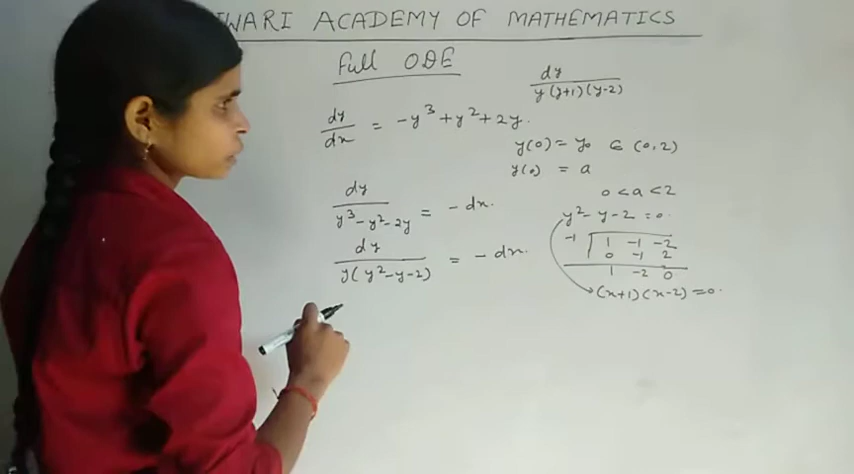 IWARI ACADEMY OF MATHEMATICS
Full ODE
dy / y(y+1)(y-2)
dy/dx = -y³+y²+2y.
y(0) = y₀ ∈ (0,2)
y(0) = a
0<a<2
dy / y³-y²-2y = -dx.
y²-y-2=0.
dy / y(y²-y-2) = -dx.
-1 | 1 -1 -2
0 -1 2
1 -2 0
(x+1)(x-2)=0.